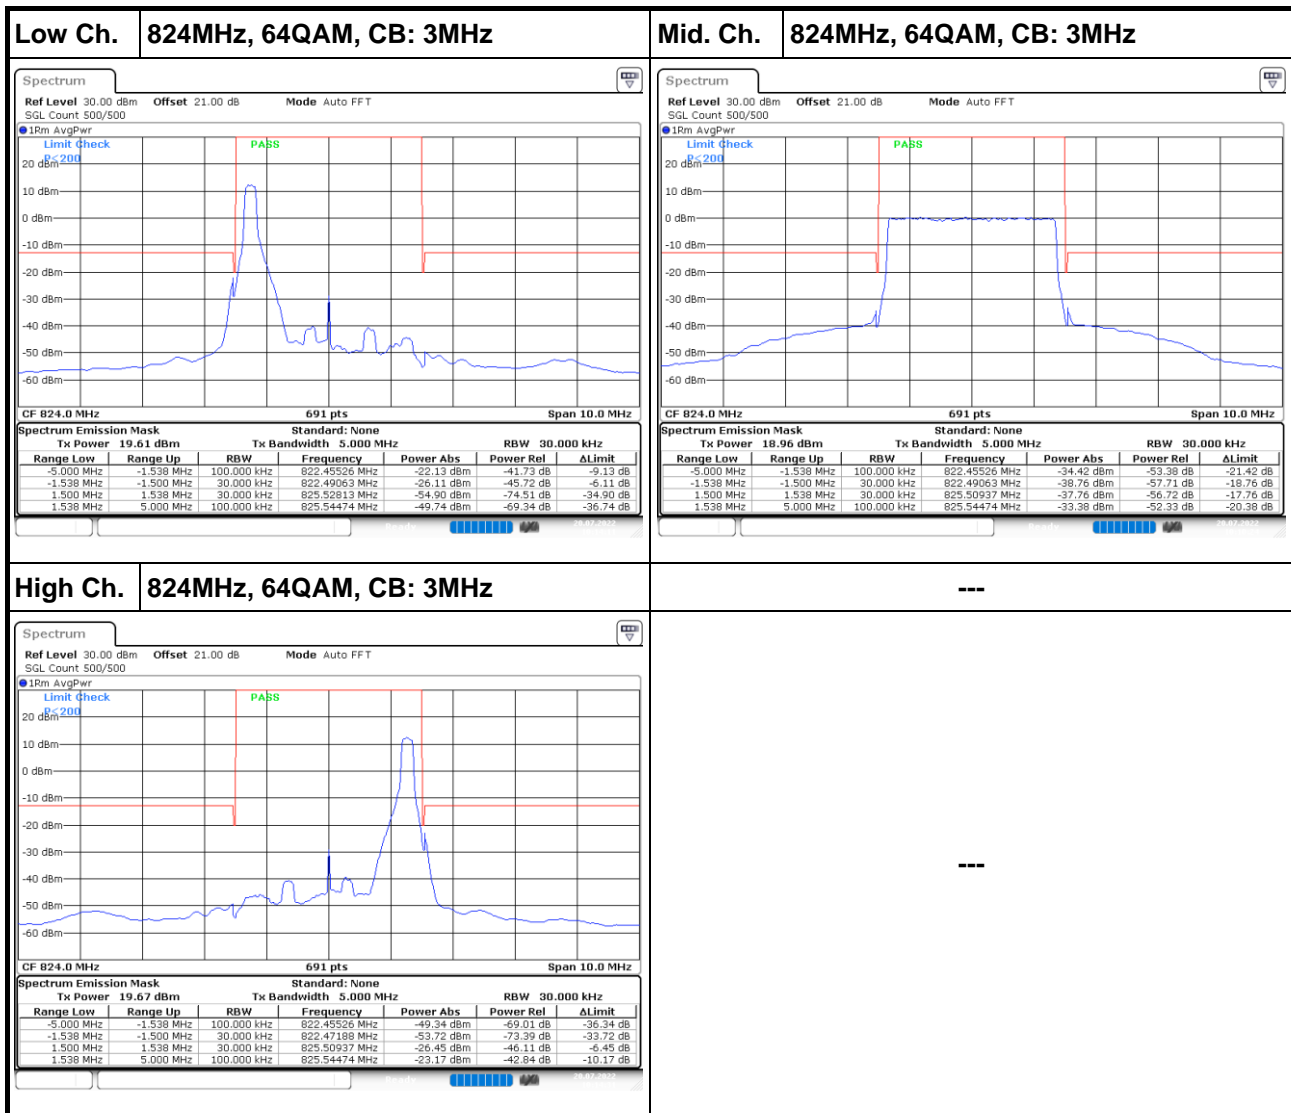 Low Ch. 824MHz, 64QAM, CB: 3MHz
Spectrum
Ref Level 30.00 dBm Offset 21.00 dB Mode Auto FFT
SGL Count 500/500
1Rm AvgPwr
Limit Check PASS
P<200
20 dBm
10 dBm
0 dBm
-10 dBm
-20 dBm
-30 dBm
-40 dBm
-50 dBm
-60 dBm
CF 824.0 MHz 691 pts Span 10.0 MHz
Spectrum Emission Mask Standard: None
Tx Power 19.61 dBm Tx Bandwidth 5.000 MHz RBW 30.000 kHz
Range Low Range Up RBW Frequency Power Abs Power Rel ΔLimit
-5.000 MHz -1.538 MHz 100.000 kHz 822.45526 MHz -22.13 dBm -41.73 dB -9.13 dB
-1.538 MHz -1.500 MHz 30.000 kHz 822.49063 MHz -26.11 dBm -45.72 dB -6.11 dB
1.500 MHz 1.538 MHz 30.000 kHz 825.52813 MHz -54.90 dBm -74.51 dB -34.90 dB
1.538 MHz 5.000 MHz 100.000 kHz 825.54474 MHz -49.74 dBm -69.34 dB -36.74 dB
Ready 28.07.2022
Mid. Ch. 824MHz, 64QAM, CB: 3MHz
Spectrum
Ref Level 30.00 dBm Offset 21.00 dB Mode Auto FFT
SGL Count 500/500
1Rm AvgPwr
Limit Check PASS
P<200
20 dBm
10 dBm
0 dBm
-10 dBm
-20 dBm
-30 dBm
-40 dBm
-50 dBm
-60 dBm
CF 824.0 MHz 691 pts Span 10.0 MHz
Spectrum Emission Mask Standard: None
Tx Power 18.96 dBm Tx Bandwidth 5.000 MHz RBW 30.000 kHz
Range Low Range Up RBW Frequency Power Abs Power Rel ΔLimit
-5.000 MHz -1.538 MHz 100.000 kHz 822.45526 MHz -34.42 dBm -53.38 dB -21.42 dB
-1.538 MHz -1.500 MHz 30.000 kHz 822.49063 MHz -38.76 dBm -57.71 dB -18.76 dB
1.500 MHz 1.538 MHz 30.000 kHz 825.50937 MHz -37.76 dBm -56.72 dB -17.76 dB
1.538 MHz 5.000 MHz 100.000 kHz 825.54474 MHz -33.38 dBm -52.33 dB -20.38 dB
Ready 28.07.2022
High Ch. 824MHz, 64QAM, CB: 3MHz ---
Spectrum
Ref Level 30.00 dBm Offset 21.00 dB Mode Auto FFT
SGL Count 500/500
1Rm AvgPwr
Limit Check PASS
P<200
20 dBm
10 dBm
0 dBm
-10 dBm
-20 dBm
-30 dBm
-40 dBm
-50 dBm
-60 dBm
CF 824.0 MHz 691 pts Span 10.0 MHz
Spectrum Emission Mask Standard: None
Tx Power 19.67 dBm Tx Bandwidth 5.000 MHz RBW 30.000 kHz
Range Low Range Up RBW Frequency Power Abs Power Rel ΔLimit
-5.000 MHz -1.538 MHz 100.000 kHz 822.45526 MHz -49.34 dBm -69.01 dB -36.34 dB
-1.538 MHz -1.500 MHz 30.000 kHz 822.47188 MHz -53.72 dBm -73.39 dB -33.72 dB
1.500 MHz 1.538 MHz 30.000 kHz 825.50937 MHz -26.45 dBm -46.11 dB -6.45 dB
1.538 MHz 5.000 MHz 100.000 kHz 825.54474 MHz -23.17 dBm -42.84 dB -10.17 dB
Ready 28.07.2022
---